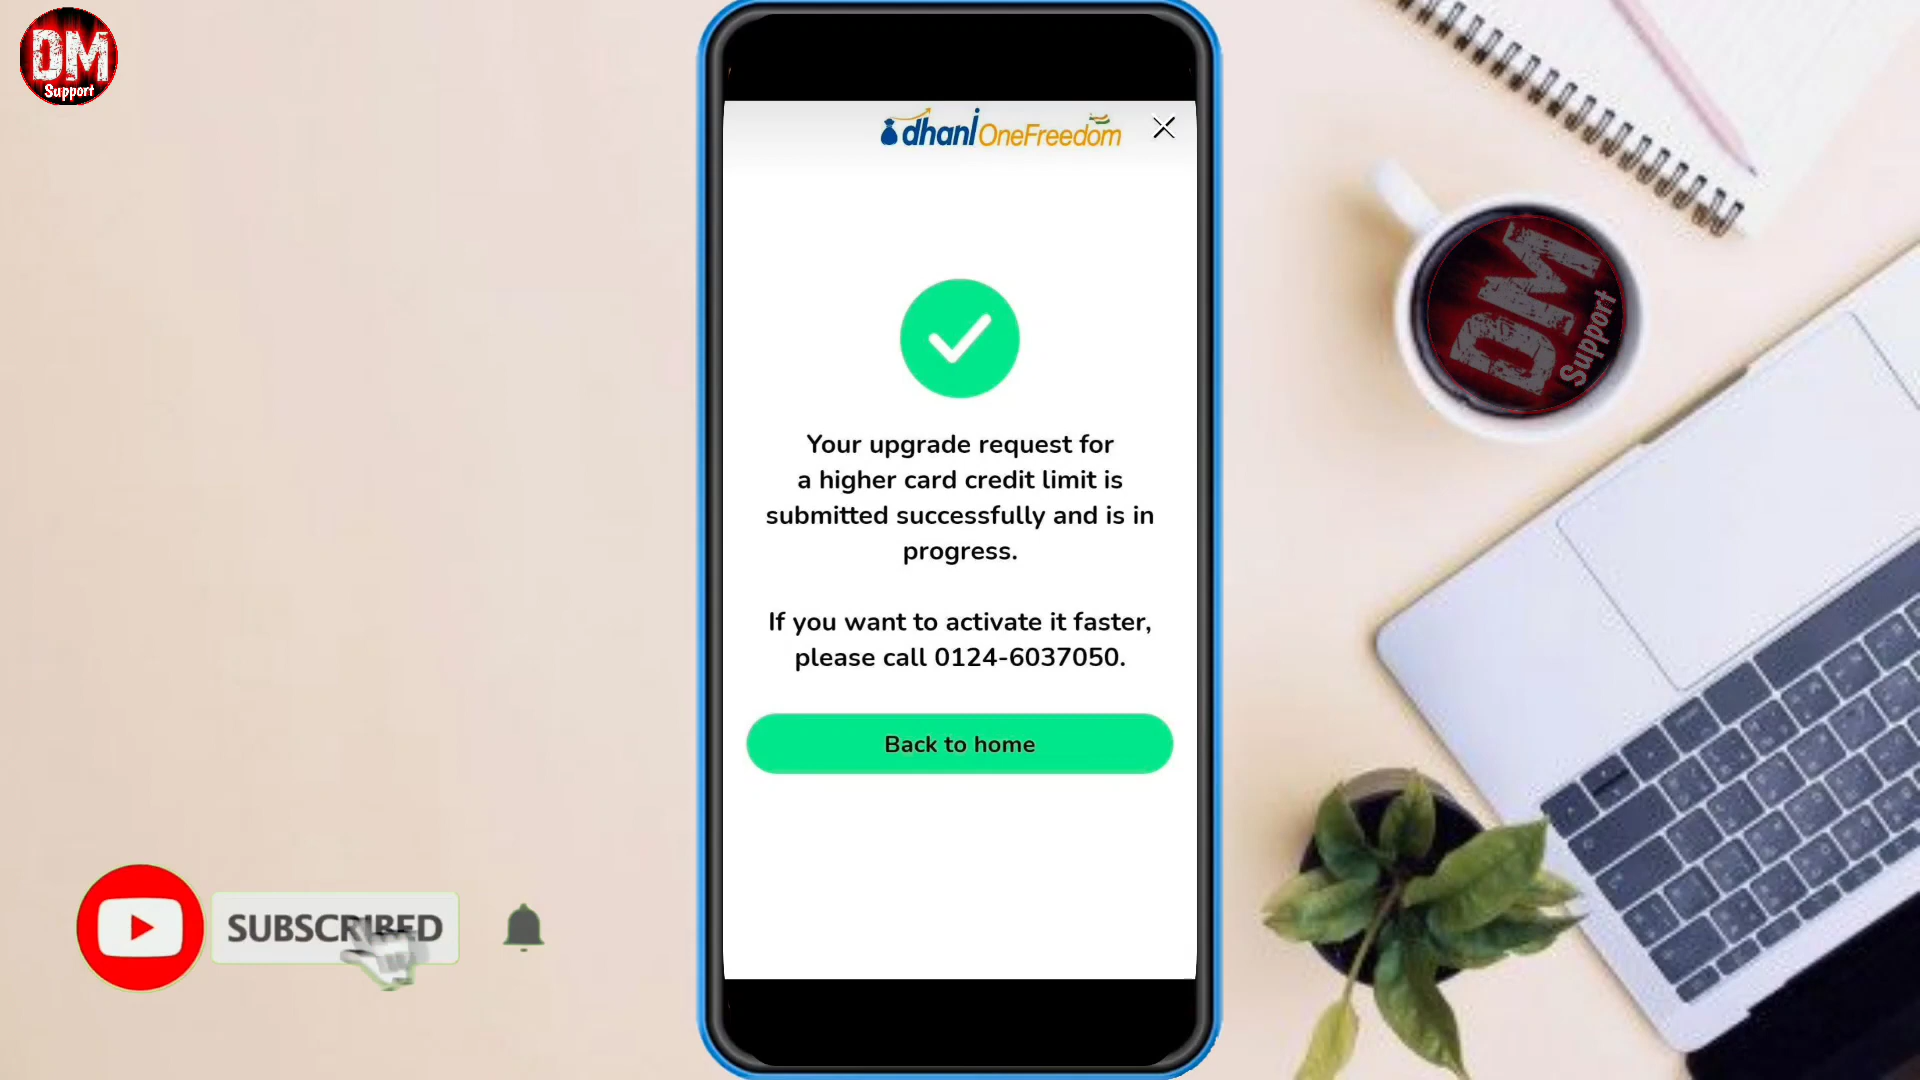 DM
Support
dhani OneFreedom
Your upgrade request for
a higher card credit limit is
submitted successfully and is in
progress.
If you want to activate it faster,
please call 0124-6037050.
Back to home
DM
Support
SUBSCRIBED